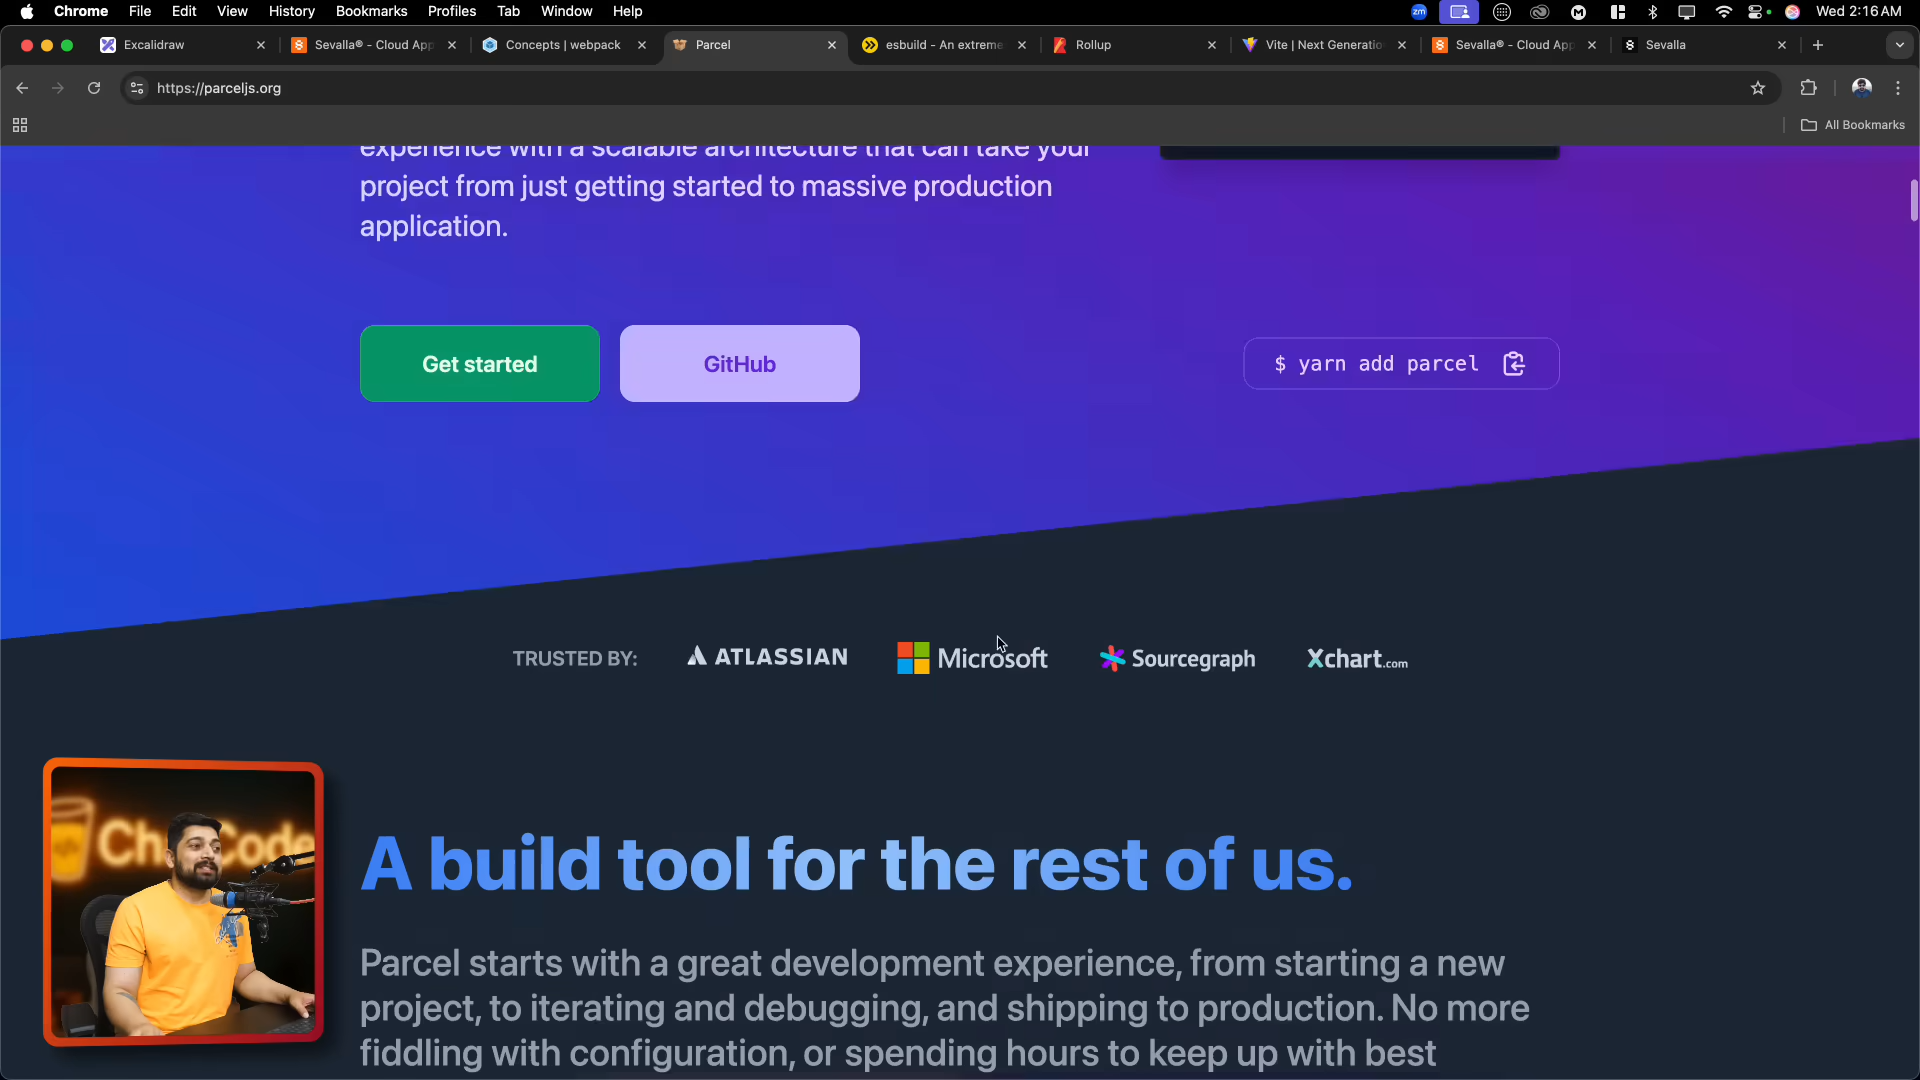 Chrome File Edit View History Bookmarks Profiles Tab Window Help
zm
Wed 2:16 AM
Excalidraw
Sevalla® - Cloud App
Concepts | webpack
Parcel
esbuild - An extreme
Rollup
Vite | Next Generatio
Sevalla® - Cloud App
Sevalla
https://parceljs.org
All Bookmarks
experience with a scalable architecture that can take your
project from just getting started to massive production
application.
Get started
GitHub
$ yarn add parcel
TRUSTED BY:
ATLASSIAN
Microsoft
Sourcegraph
Xchart.com
A build tool for the rest of us.
Parcel starts with a great development experience, from starting a new
project, to iterating and debugging, and shipping to production. No more
fiddling with configuration, or spending hours to keep up with best